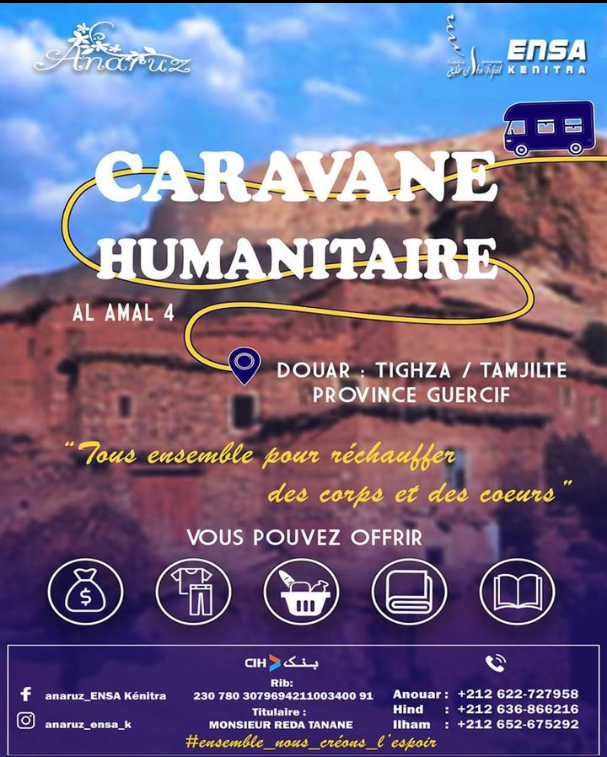 Anaruz
ENSA
KENITRA
CARAVANE
HUMANITAIRE
AL AMAL 4
DOUAR : TIGHZA / TAMJILTE
PROVINCE GUERCIF
“Tous ensemble pour réchauffer
des corps et des coeurs”
VOUS POUVEZ OFFRIR
$
CIH بنك
Rib:
230 780 3079694211003400 91
Titulaire :
MONSIEUR REDA TANANE
anaruz_ENSA Kénitra
anaruz_ensa_k
Anouar : +212 622-727958
Hind : +212 636-866216
Ilham : +212 652-675292
#ensemble_nous_créons_l'espoir